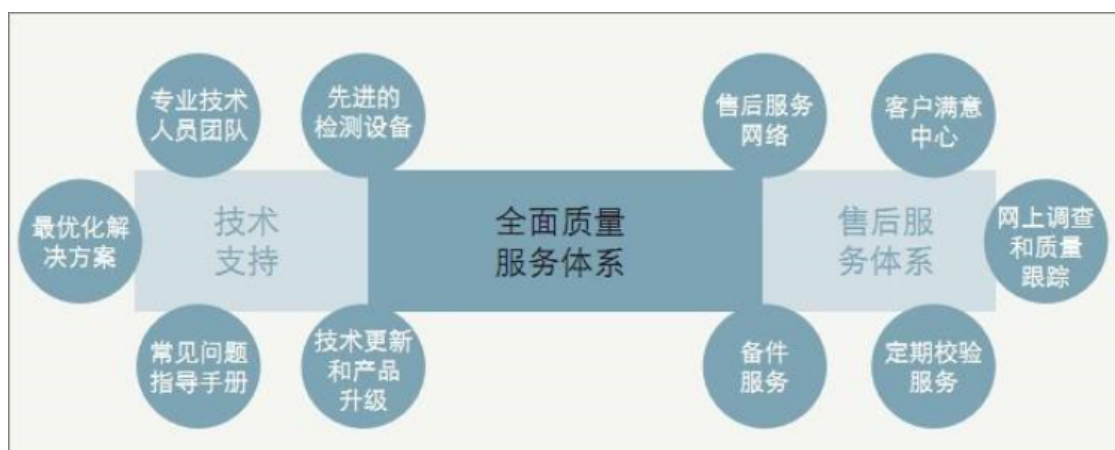 专业技术
人员团队
先进的
检测设备
售后服务
网络
客户满意
中心
最优化解
决方案
技术
支持
全面质量
服务体系
售后服
务体系
网上调查
和质量
跟踪
常见问题
指导手册
技术更新
和产品
升级
备件
服务
定期校验
服务